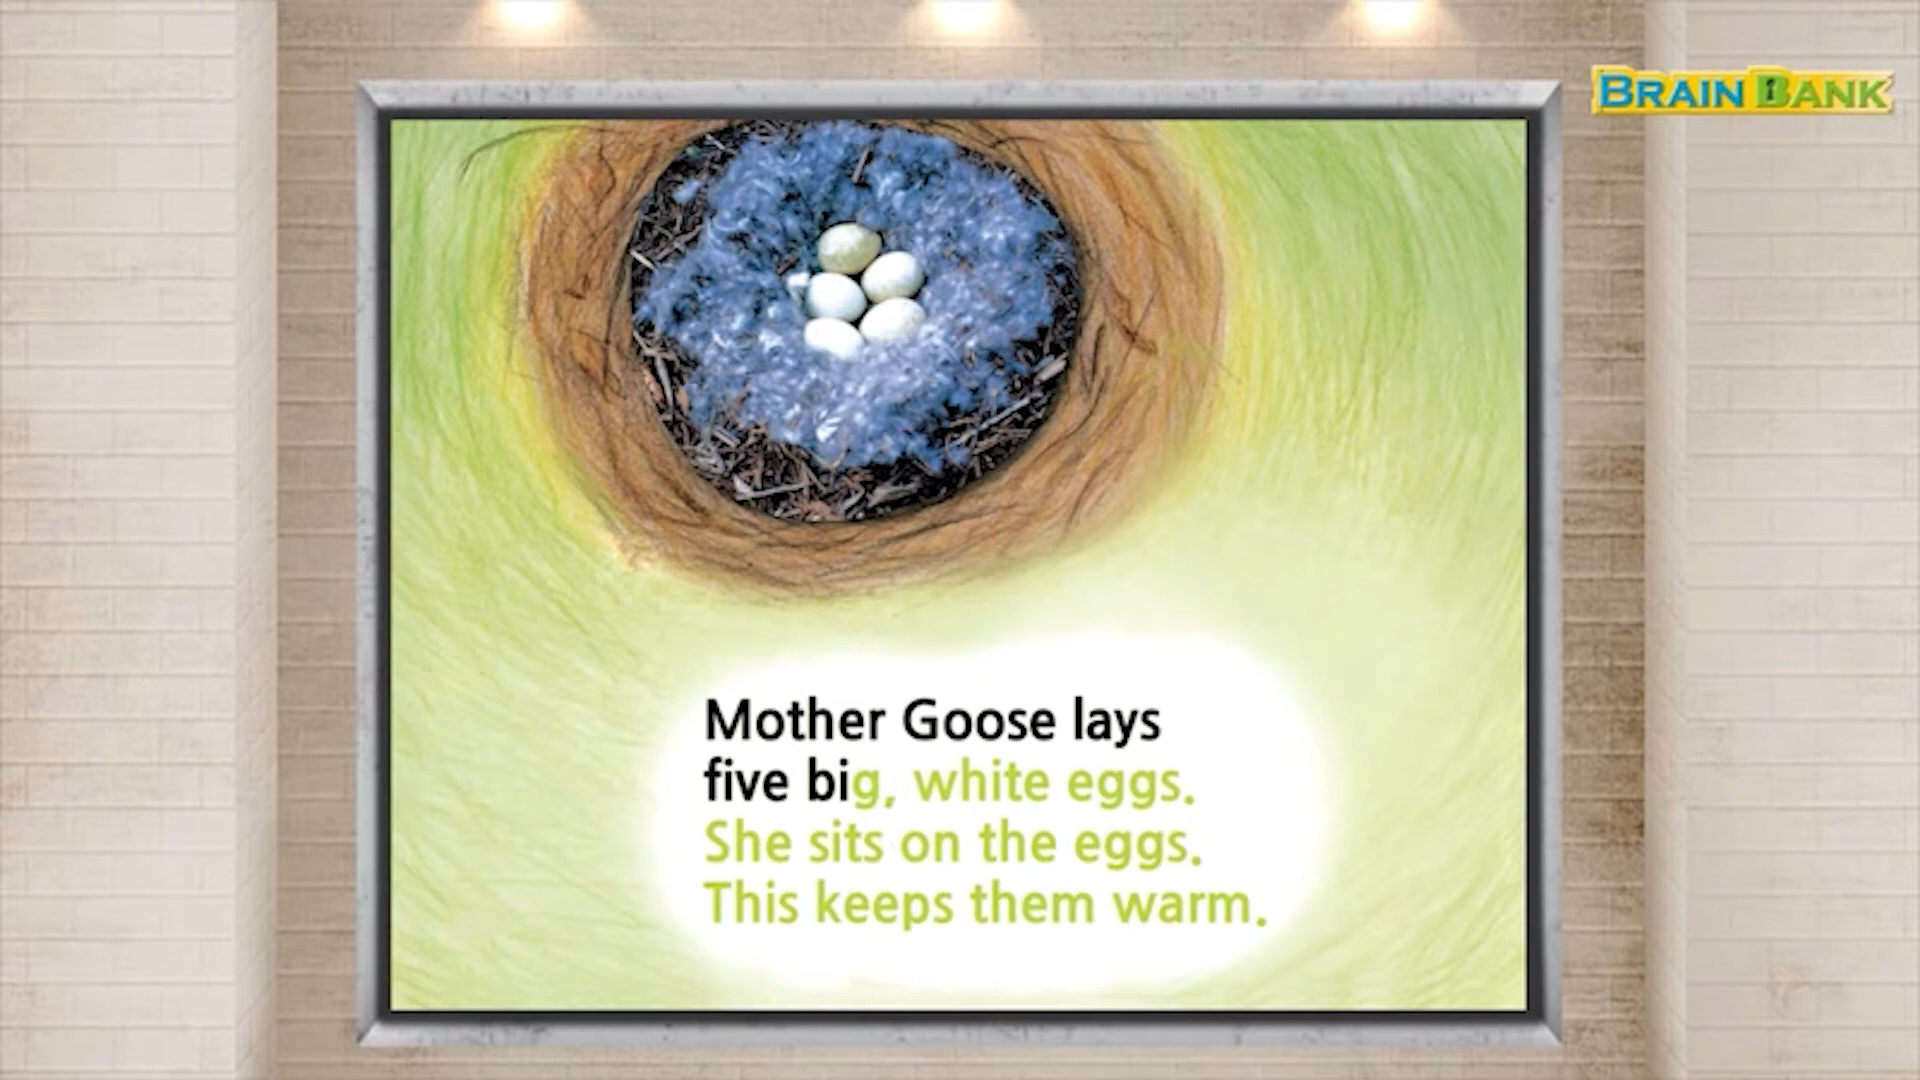 BRAIN BANK
Mother Goose lays
five big, white eggs.
She sits on the eggs.
This keeps them warm.